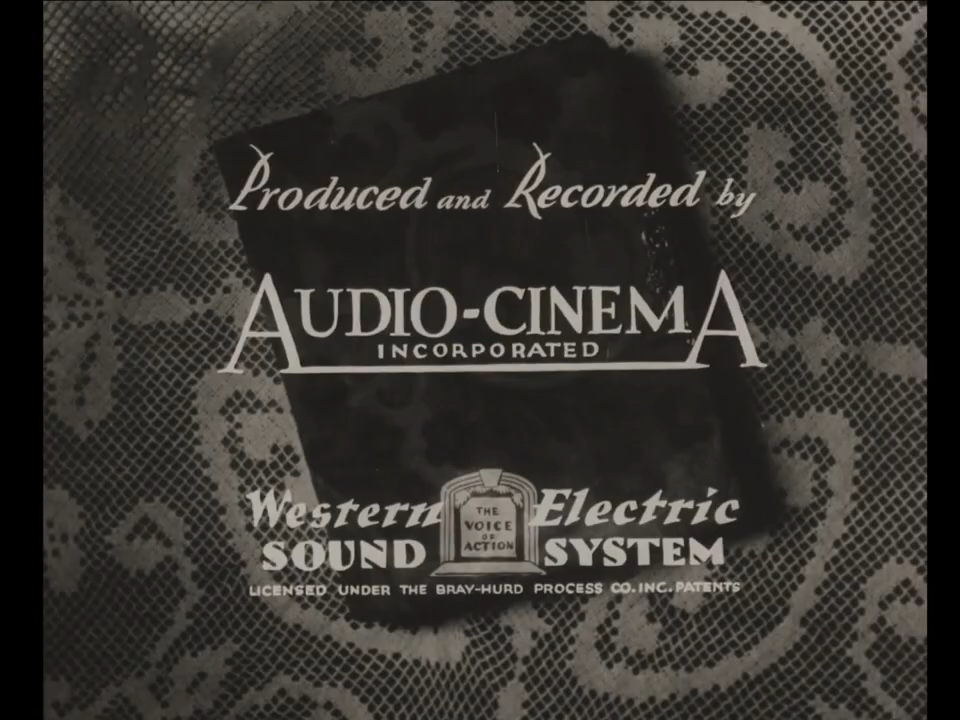 Produced and Recorded by
AUDIO-CINEMA
INCORPORATED
Western Electric
SOUND SYSTEM
THE
VOICE
OF
ACTION
LICENSED UNDER THE BRAY-HURD PROCESS CO. INC. PATENTS